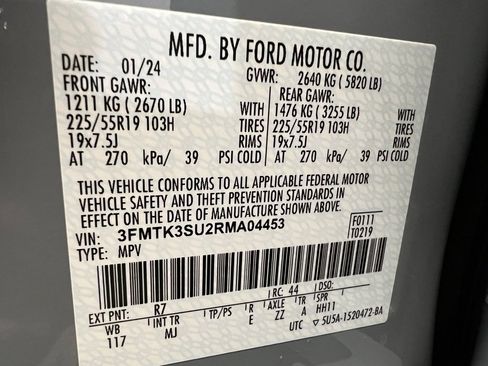 MFD. BY FORD MOTOR CO.
DATE: 01/24 GVWR: 2640 KG ( 5820 LB)
FRONT GAWR: REAR GAWR:
1211 KG ( 2670 LB) WITH 1476 KG ( 3255 LB) WITH
225/55R19 103H TIRES 225/55R19 103H TIRES
19x7.5J RIMS 19x7.5J RIMS
AT 270 kPa/ 39 PSI COLD AT 270 kPa/ 39 PSI COLD
THIS VEHICLE CONFORMS TO ALL APPLICABLE FEDERAL MOTOR
VEHICLE SAFETY AND THEFT PREVENTION STANDARDS IN
EFFECT ON THE DATE OF MANUFACTURE SHOWN ABOVE.
VIN: 3FMTK3SU2RMA04453 F0111
TYPE: MPV T0219
EXT PNT: R7 RC: 44 DSO:
WB INT TR TP/PS R AXLE TR SPR
117 MJ E ZZ A HH11
UTC ▽5U5A-1520472-BA